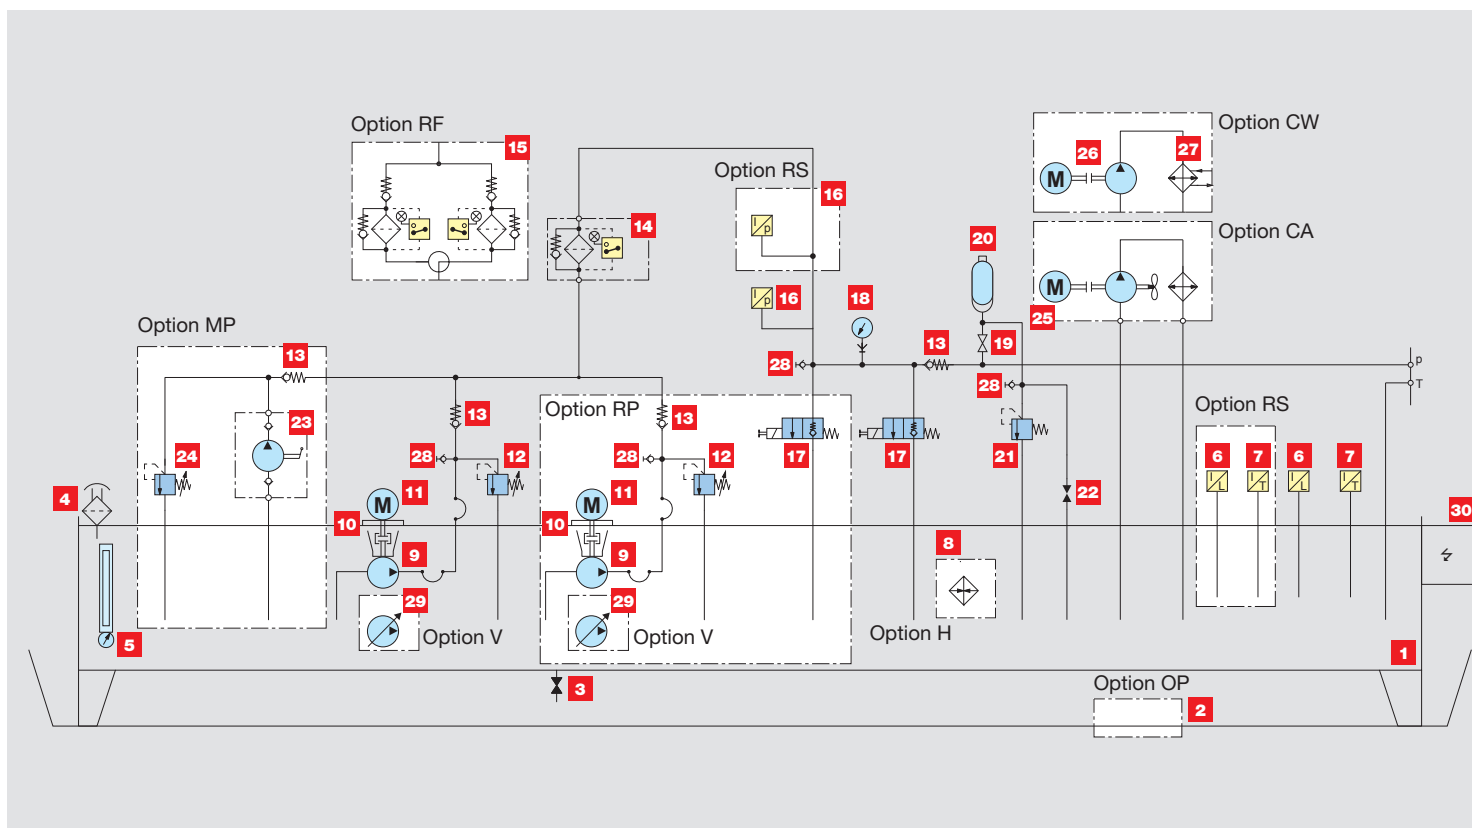 Option RF
15
Option RS
16
I
p
14
16
I
p
18
20
Option CW
M
26
27
Option CA
M
25
Option MP
13
28
13
19
28
p
T
23
24
13
28
12
Option RP
13
28
12
17
17
21
22
Option RS
6
7
6
7
I
L
I
T
I
L
I
T
4
11
M
10
9
11
M
10
9
30
8
5
29
Option V
29
Option V
Option H
1
3
Option OP
2